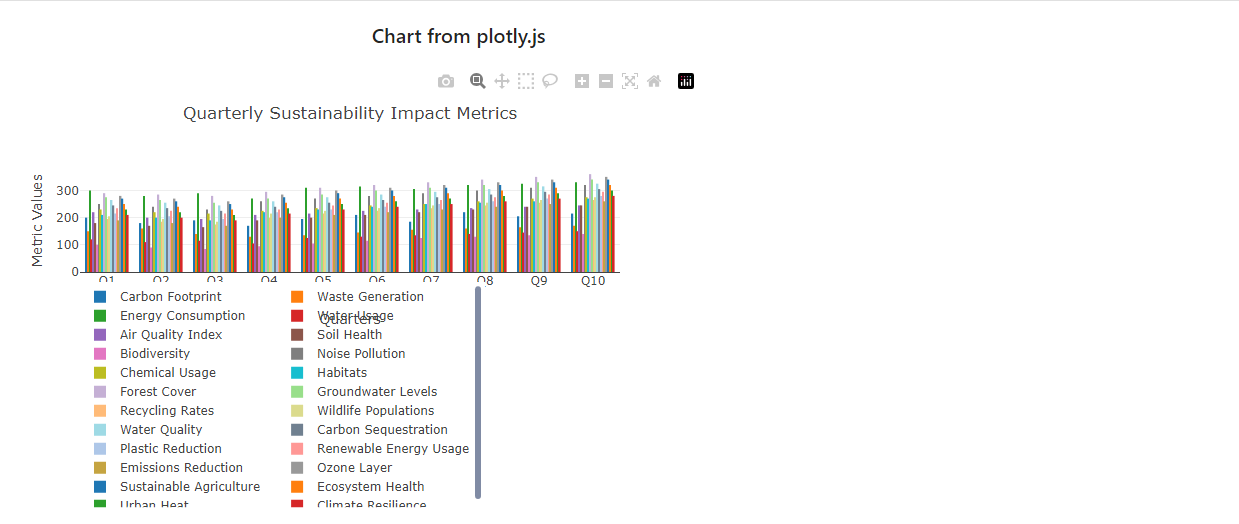 Chart from plotly.js
Quarterly Sustainability Impact Metrics
Metric Values
300
200
100
0
Q1 Q2 Q3 Q4 Q5 Q6 Q7 Q8 Q9 Q10
Quarters
Carbon Footprint Waste Generation
Energy Consumption Water Usage
Air Quality Index Soil Health
Biodiversity Noise Pollution
Chemical Usage Habitats
Forest Cover Groundwater Levels
Recycling Rates Wildlife Populations
Water Quality Carbon Sequestration
Plastic Reduction Renewable Energy Usage
Emissions Reduction Ozone Layer
Sustainable Agriculture Ecosystem Health
Urban Heat Climate Resilience